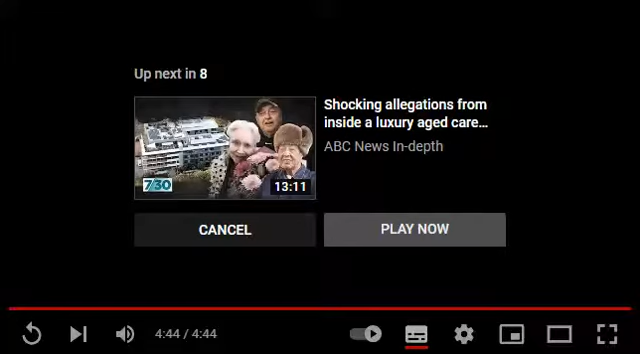 Up next in 8
Shocking allegations from
inside a luxury aged care...
ABC News In-depth
7.30
13:11
CANCEL
PLAY NOW
4:44 / 4:44